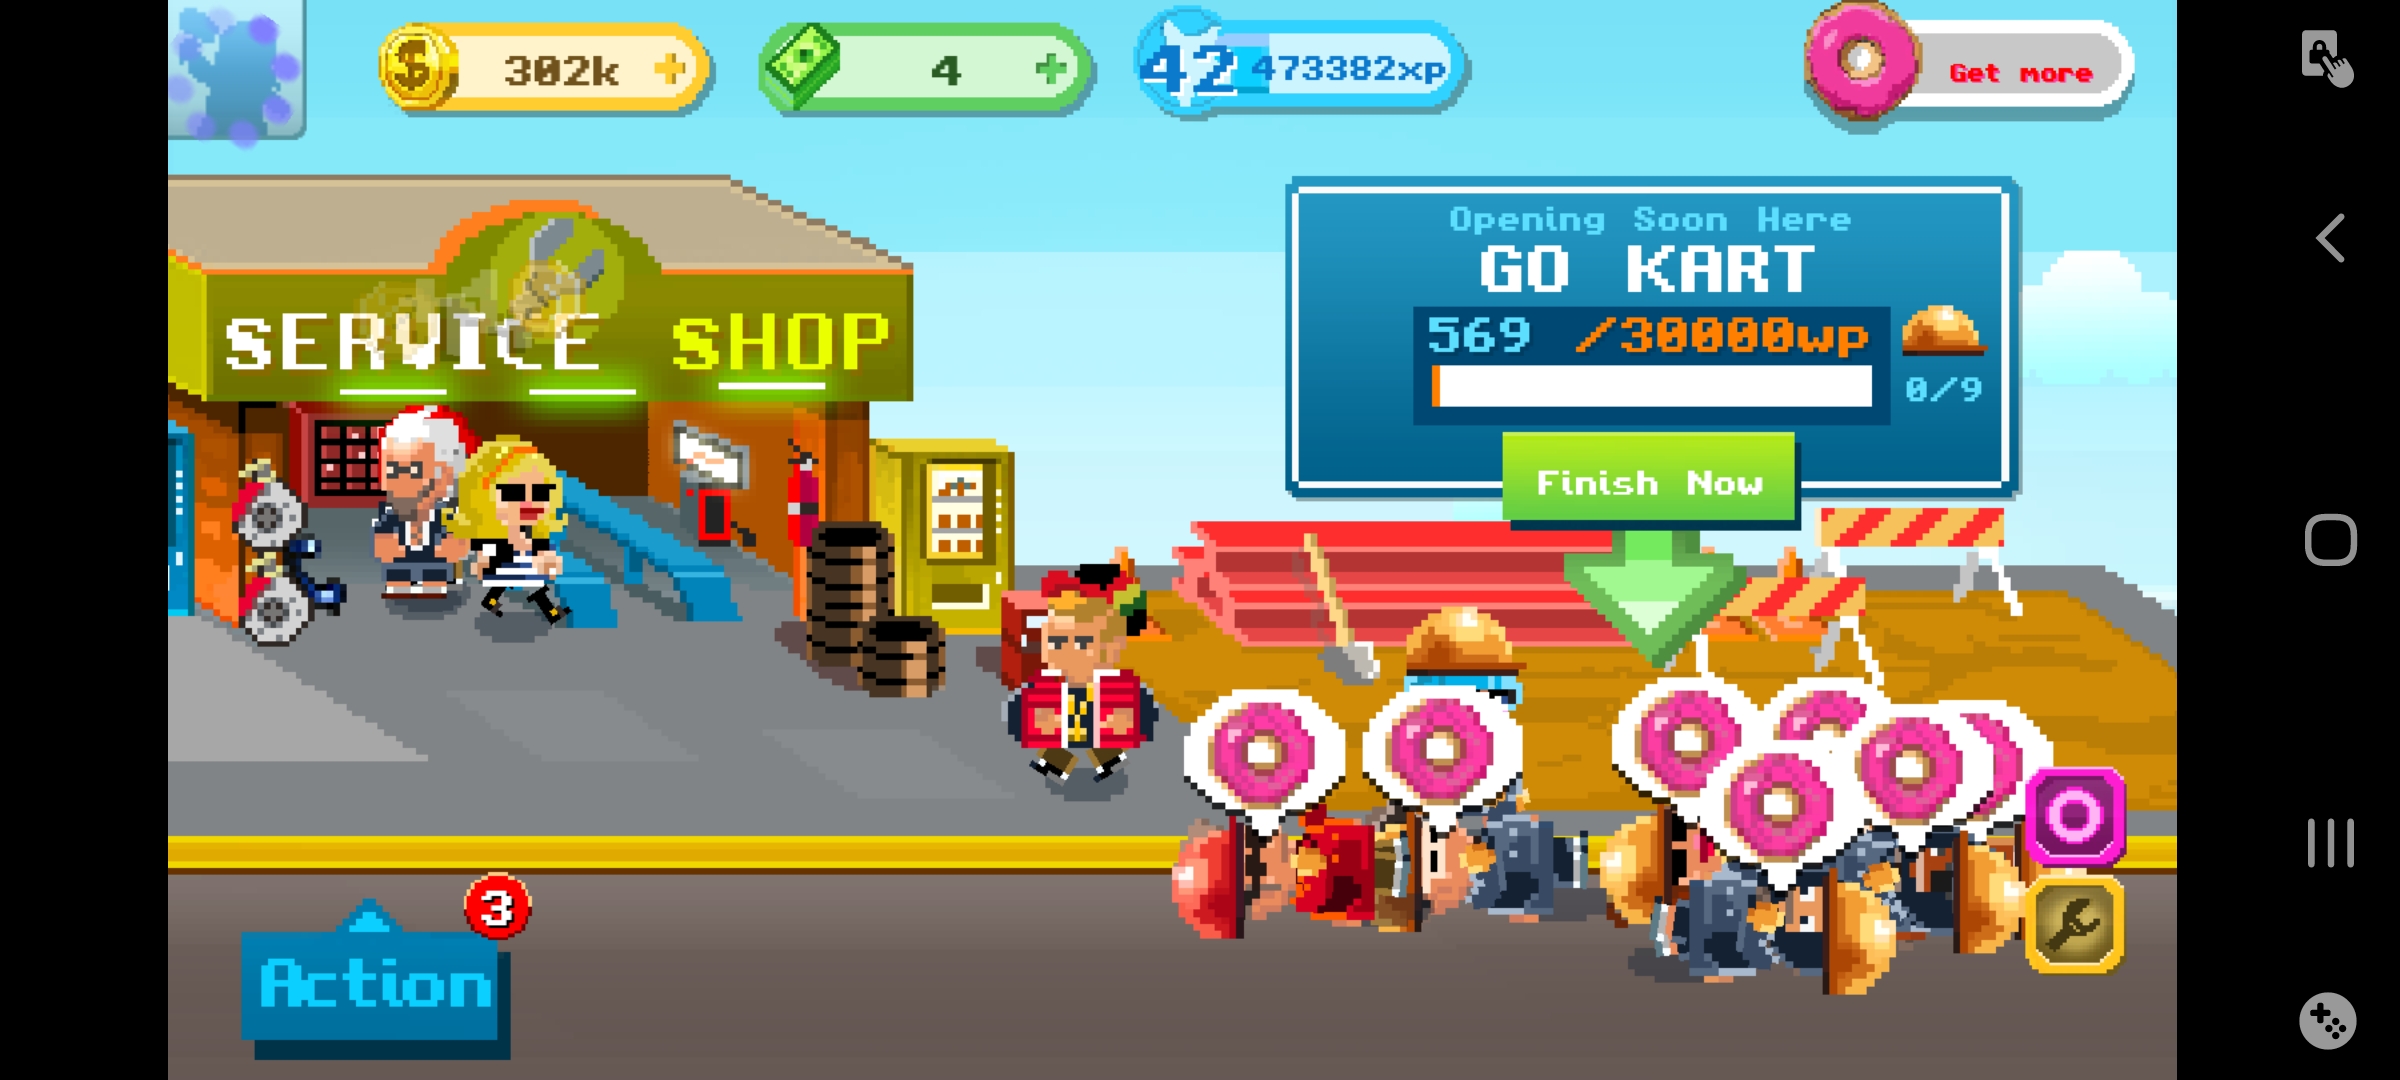 302k
4
42 473382xp
Get more
SERVICE SHOP
Opening Soon Here
GO KART
569 /30000wp
0/9
Finish Now
3
Action